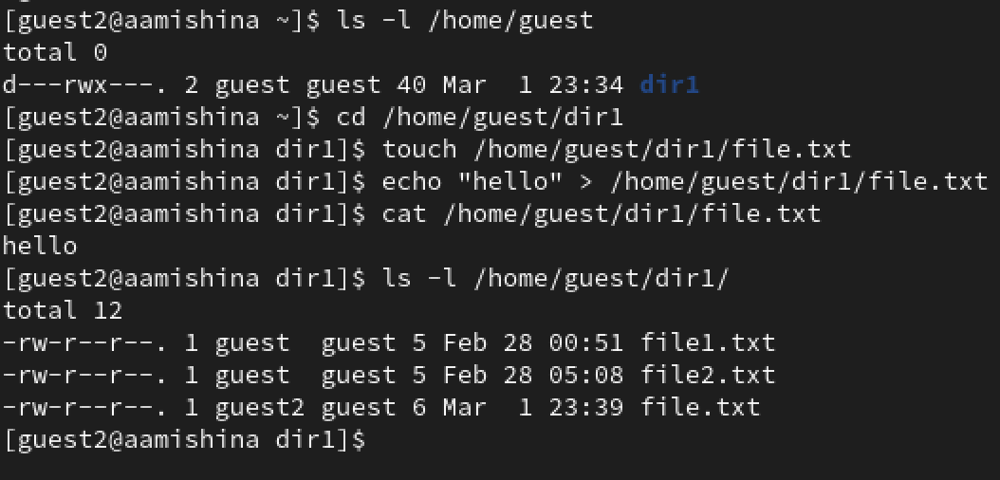 [guest2@aamishina ~]$ ls -l /home/guest
total 0
d---rwx---. 2 guest guest 40 Mar  1 23:34 dir1
[guest2@aamishina ~]$ cd /home/guest/dir1
[guest2@aamishina dir1]$ touch /home/guest/dir1/file.txt
[guest2@aamishina dir1]$ echo "hello" > /home/guest/dir1/file.txt
[guest2@aamishina dir1]$ cat /home/guest/dir1/file.txt
hello
[guest2@aamishina dir1]$ ls -l /home/guest/dir1/
total 12
-rw-r--r--. 1 guest  guest 5 Feb 28 00:51 file1.txt
-rw-r--r--. 1 guest  guest 5 Feb 28 05:08 file2.txt
-rw-r--r--. 1 guest2 guest 6 Mar  1 23:39 file.txt
[guest2@aamishina dir1]$